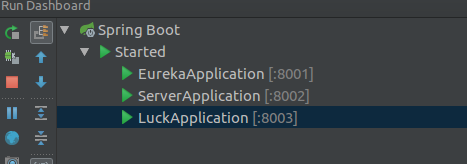 Run Dashboard
Spring Boot
Started
EurekaApplication [:8001]
ServerApplication [:8002]
LuckApplication [:8003]